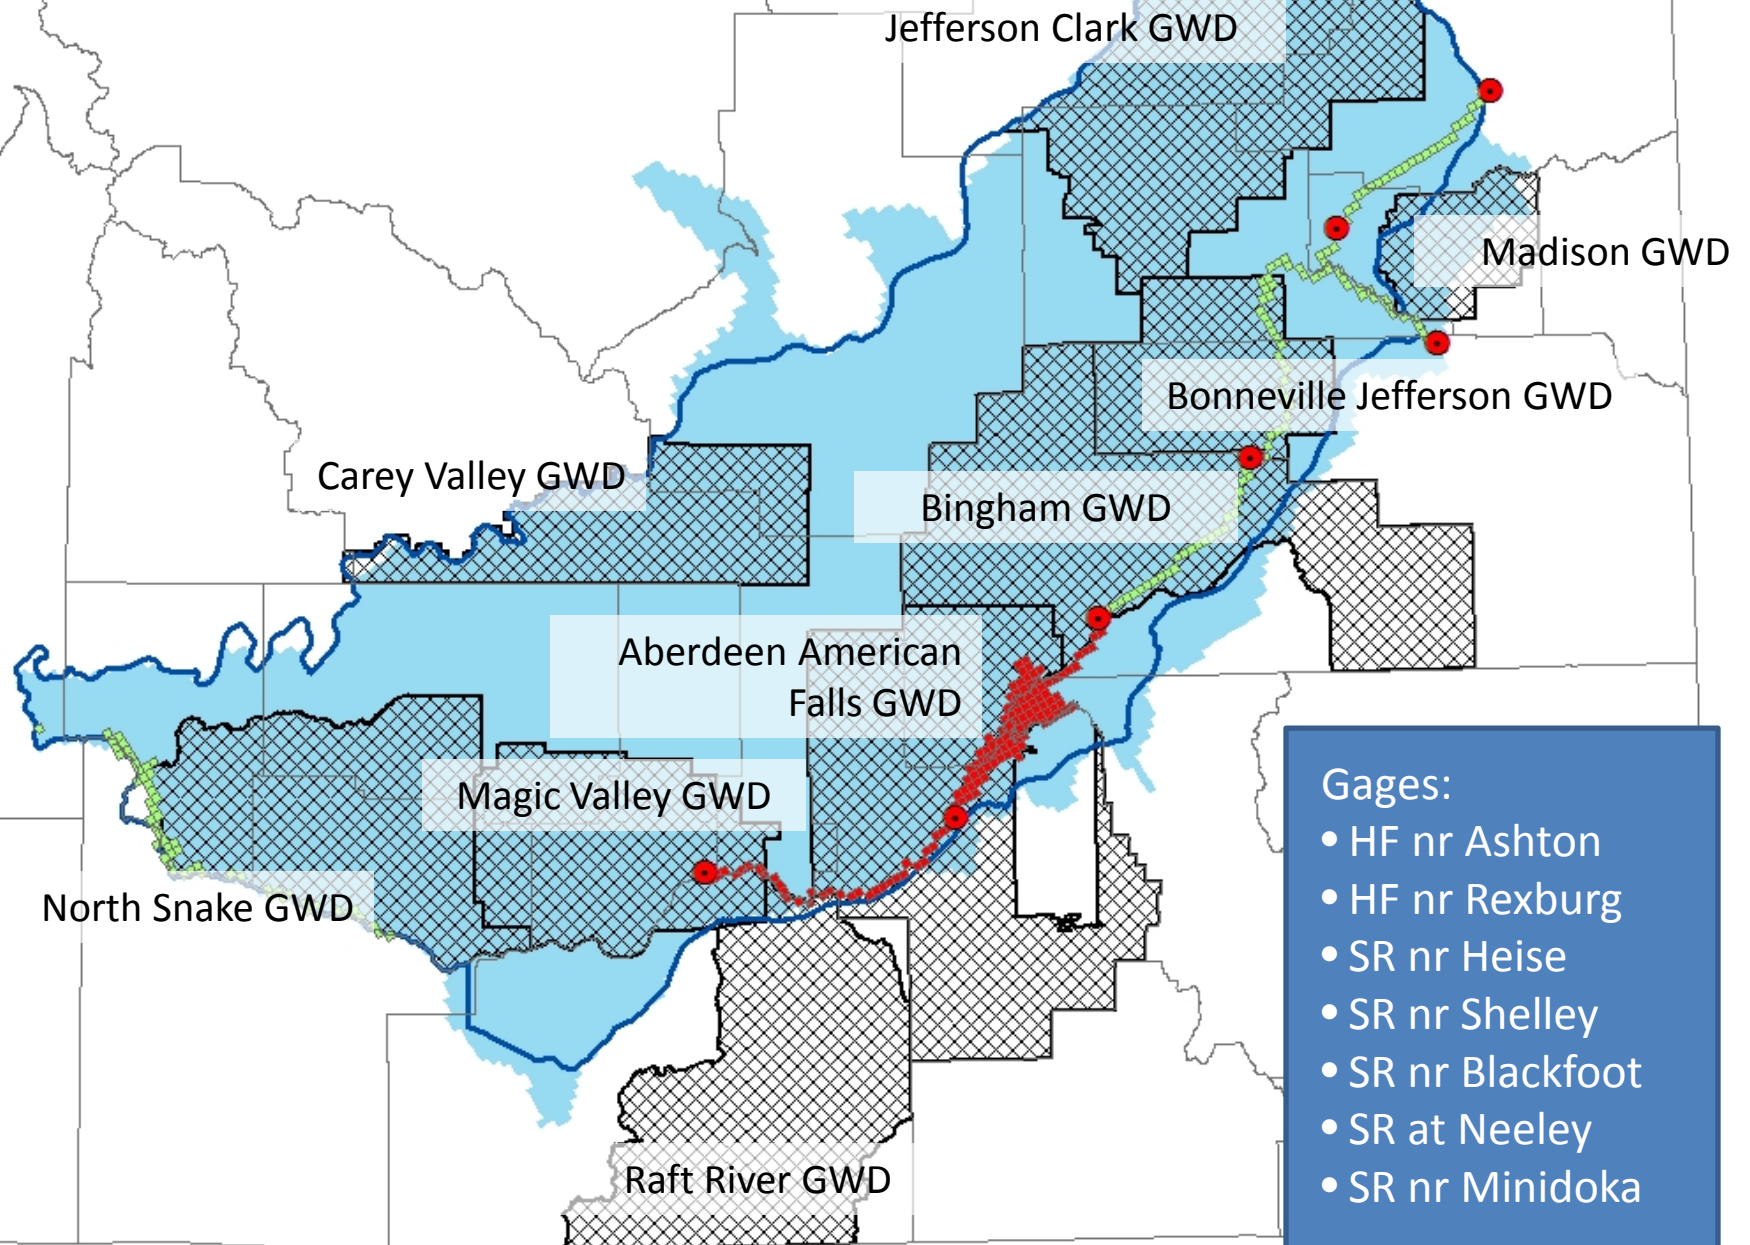 Jefferson Clark GWD
Madison GWD
Bonneville Jefferson GWD
Carey Valley GWD
Bingham GWD
Aberdeen American
Falls GWD
Magic Valley GWD
North Snake GWD
Raft River GWD
Gages:
• HF nr Ashton
• HF nr Rexburg
• SR nr Heise
• SR nr Shelley
• SR nr Blackfoot
• SR at Neeley
• SR nr Minidoka